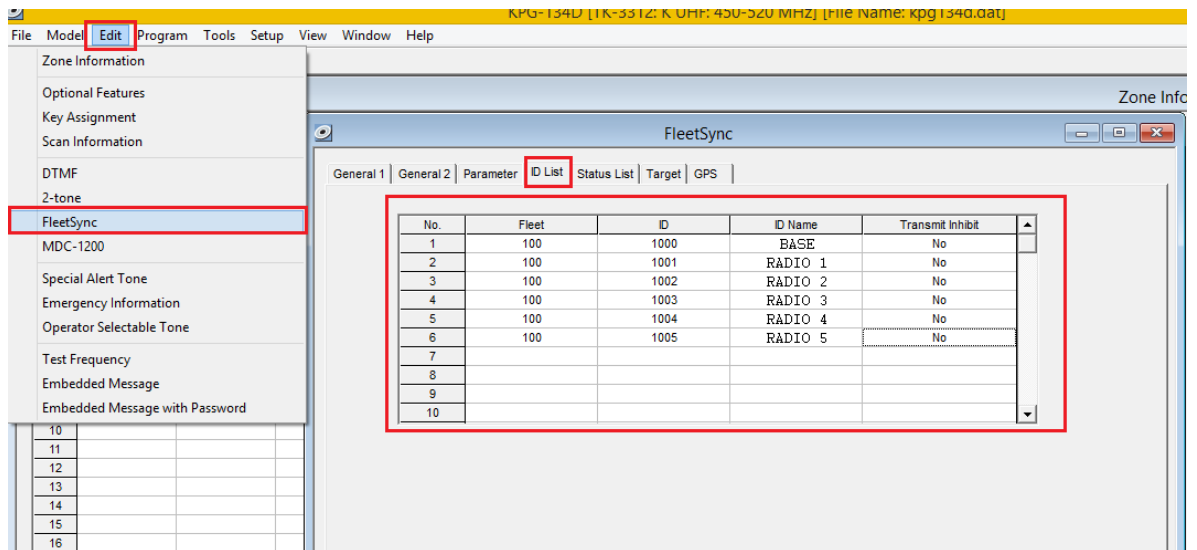 KPG-134D [TK-3312: K UHF: 450-520 MHz] [File Name: kpg134d.dat]
File Model Edit Program Tools Setup View Window Help
Zone Information
Optional Features
Key Assignment
Scan Information
DTMF
2-tone
FleetSync
MDC-1200
Special Alert Tone
Emergency Information
Operator Selectable Tone
Test Frequency
Embedded Message
Embedded Message with Password
10
11
12
13
14
15
16
Zone Info
FleetSync
General 1 General 2 Parameter ID List Status List Target GPS
No. Fleet ID ID Name Transmit Inhibit
1 100 1000 BASE No
2 100 1001 RADIO 1 No
3 100 1002 RADIO 2 No
4 100 1003 RADIO 3 No
5 100 1004 RADIO 4 No
6 100 1005 RADIO 5 No
7
8
9
10